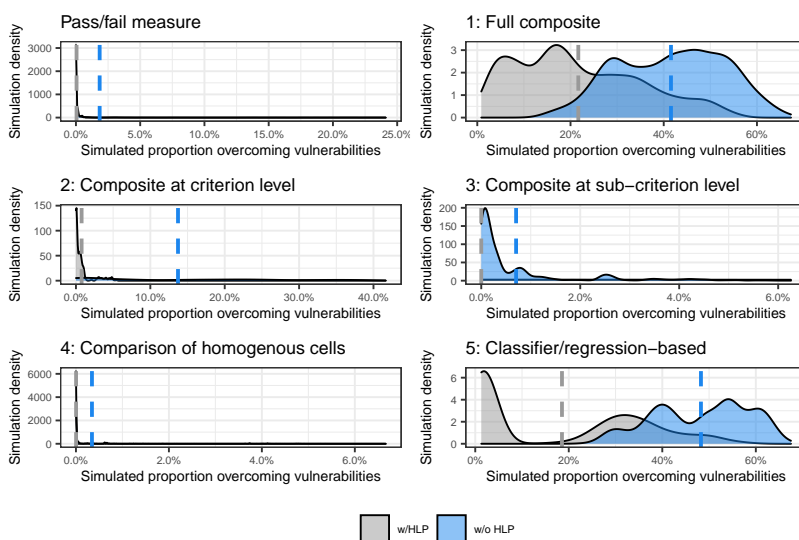 Pass/fail measure
Simulation density
3000
2000
1000
0
0.0% 5.0% 10.0% 15.0% 20.0% 25.0%
Simulated proportion overcoming vulnerabilities
1: Full composite
Simulation density
3
2
1
0
0% 20% 40% 60%
Simulated proportion overcoming vulnerabilities
2: Composite at criterion level
Simulation density
150
100
50
0
0.0% 10.0% 20.0% 30.0% 40.0%
Simulated proportion overcoming vulnerabilities
3: Composite at sub−criterion level
Simulation density
200
150
100
50
0
0.0% 2.0% 4.0% 6.0%
Simulated proportion overcoming vulnerabilities
4: Comparison of homogenous cells
Simulation density
6000
4000
2000
0
0.0% 2.0% 4.0% 6.0%
Simulated proportion overcoming vulnerabilities
5: Classifier/regression−based
Simulation density
6
4
2
0
0% 20% 40% 60%
Simulated proportion overcoming vulnerabilities
w/HLP w/o HLP